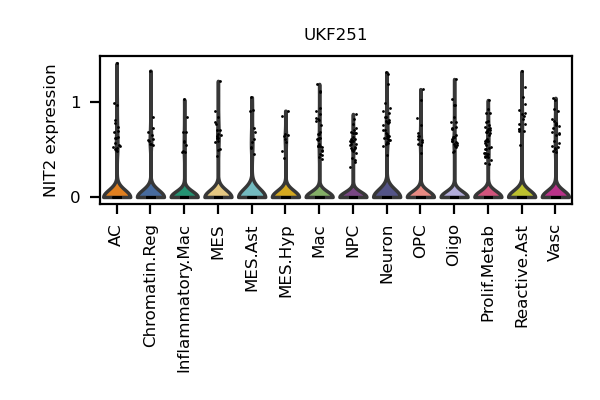 UKF251
NIT2 expression
1
0
AC
Chromatin.Reg
Inflammatory.Mac
MES
MES.Ast
MES.Hyp
Mac
NPC
Neuron
OPC
Oligo
Prolif.Metab
Reactive.Ast
Vasc